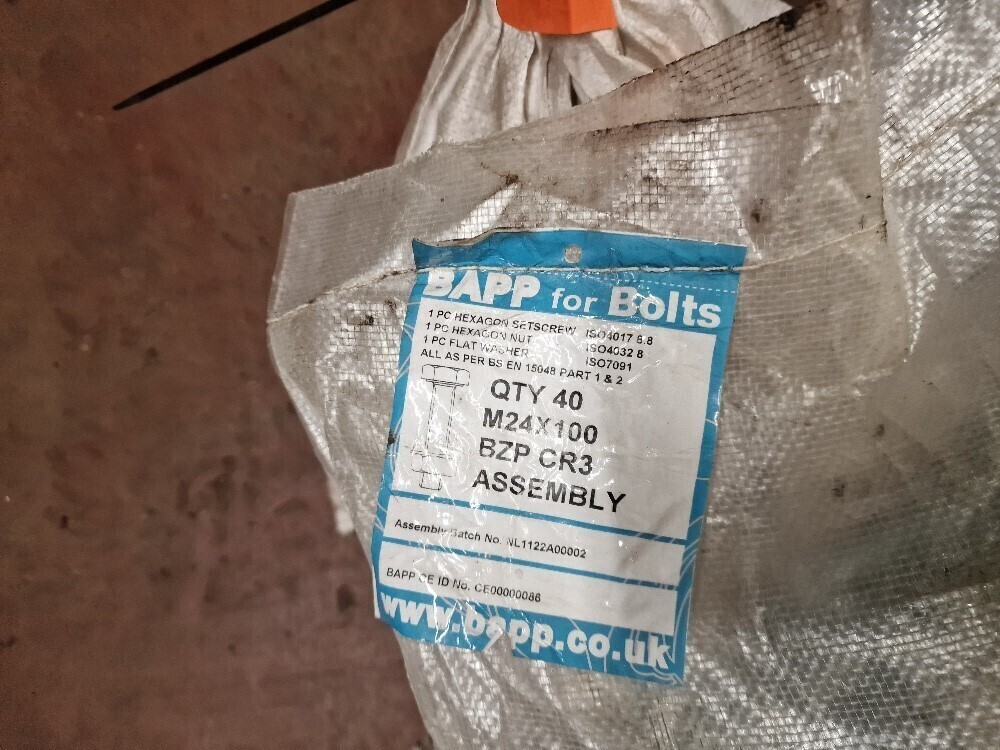 BAPP for Bolts
1 PC HEXAGON SETSCREW ISO4017 8.8
1 PC HEXAGON NUT ISO4032 8
1 PC FLAT WASHER ISO7091
ALL AS PER BS EN 15048 PART 1 & 2
QTY 40
M24X100
BZP CR3
ASSEMBLY
Assembly Batch No. NL1122A00002
BAPP CE ID No. CE00000086
www.bapp.co.uk